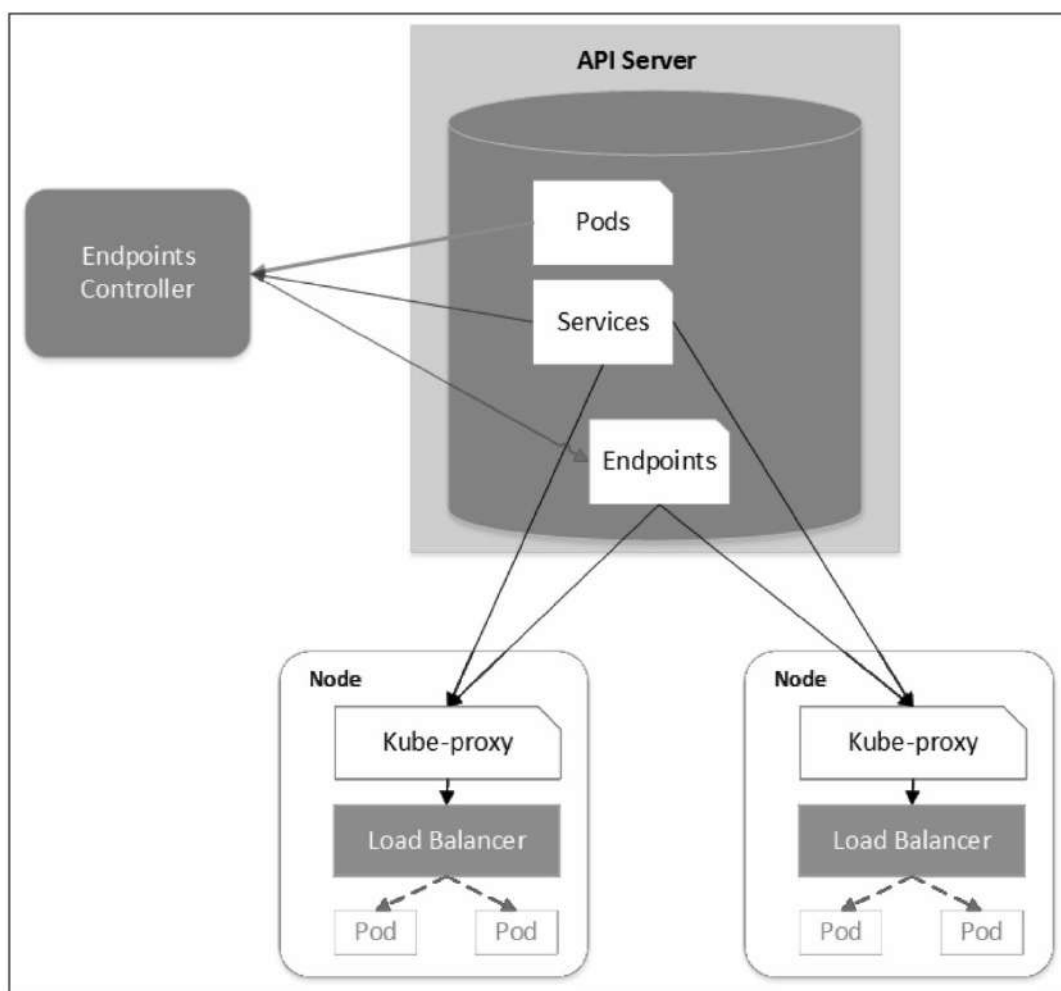 API Server
Pods
Endpoints
Controller
Services
Endpoints
Node
Kube-proxy
Load Balancer
Pod
Pod
Node
Kube-proxy
Load Balancer
Pod
Pod